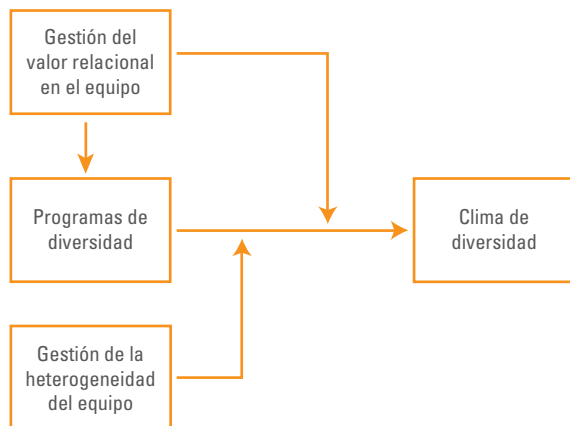 Gestión del
valor relacional
en el equipo
Programas de
diversidad
Clima de
diversidad
Gestión de la
heterogeneidad
del equipo